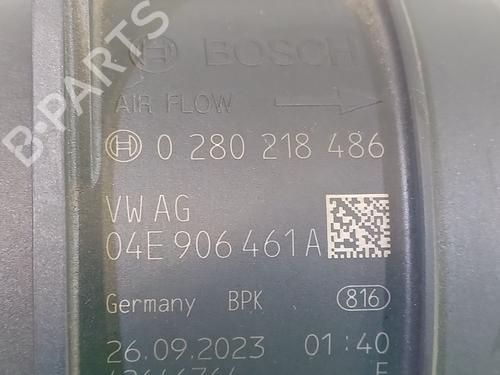 BOSCH
AIR FLOW
0 280 218 486
VW AG
04E 906 461 A
Germany BPK 816
26.09.2023 01:40
B-PARTS